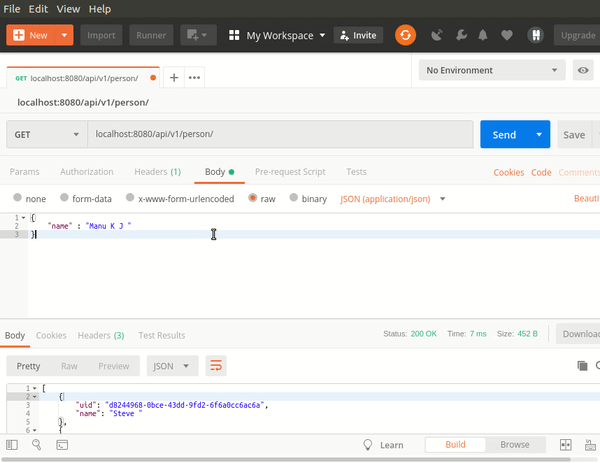 File Edit View Help
New Import Runner My Workspace Invite Upgrade
GET localhost:8080/api/v1/person/ No Environment
localhost:8080/api/v1/person/
GET localhost:8080/api/v1/person/ Send Save
Params Authorization Headers (1) Body Pre-request Script Tests Cookies Code Comments
none form-data x-www-form-urlencoded raw binary JSON (application/json) Beauti
1 {
2 "name" : "Manu K J "
3 }
Body Cookies Headers (3) Test Results Status: 200 OK Time: 7 ms Size: 452 B Download
Pretty Raw Preview JSON
1 [
2 {
3 "uid": "d8244968-0bce-43dd-9fd2-6f6a0cc6ac6a",
4 "name": "Steve "
5 },
6 {
Learn Build Browse